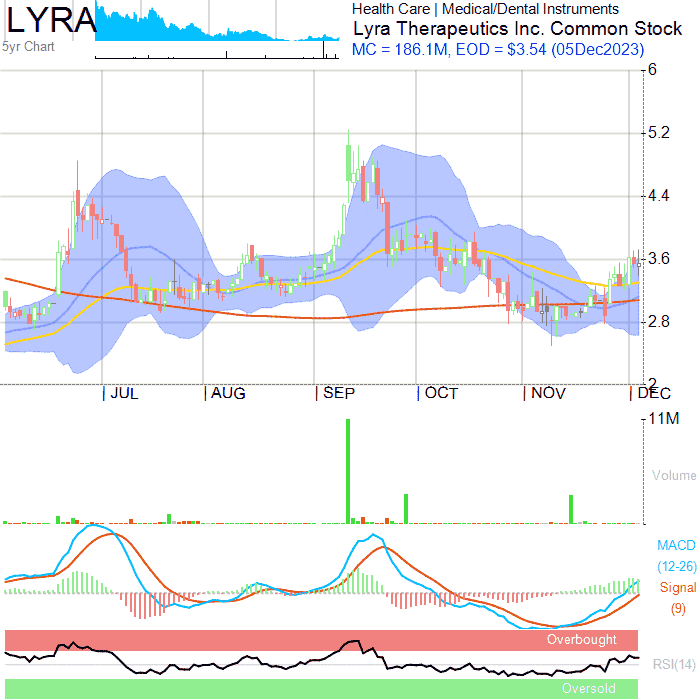 LYRA
5yr Chart
Health Care | Medical/Dental Instruments
Lyra Therapeutics Inc. Common Stock
MC = 186.1M, EOD = $3.54 (05Dec2023)
6
5.2
4.4
3.6
2.8
2
JUL AUG SEP OCT NOV DEC
11M
Volume
MACD
(12-26)
Signal
(9)
Overbought
RSI(14)
Oversold